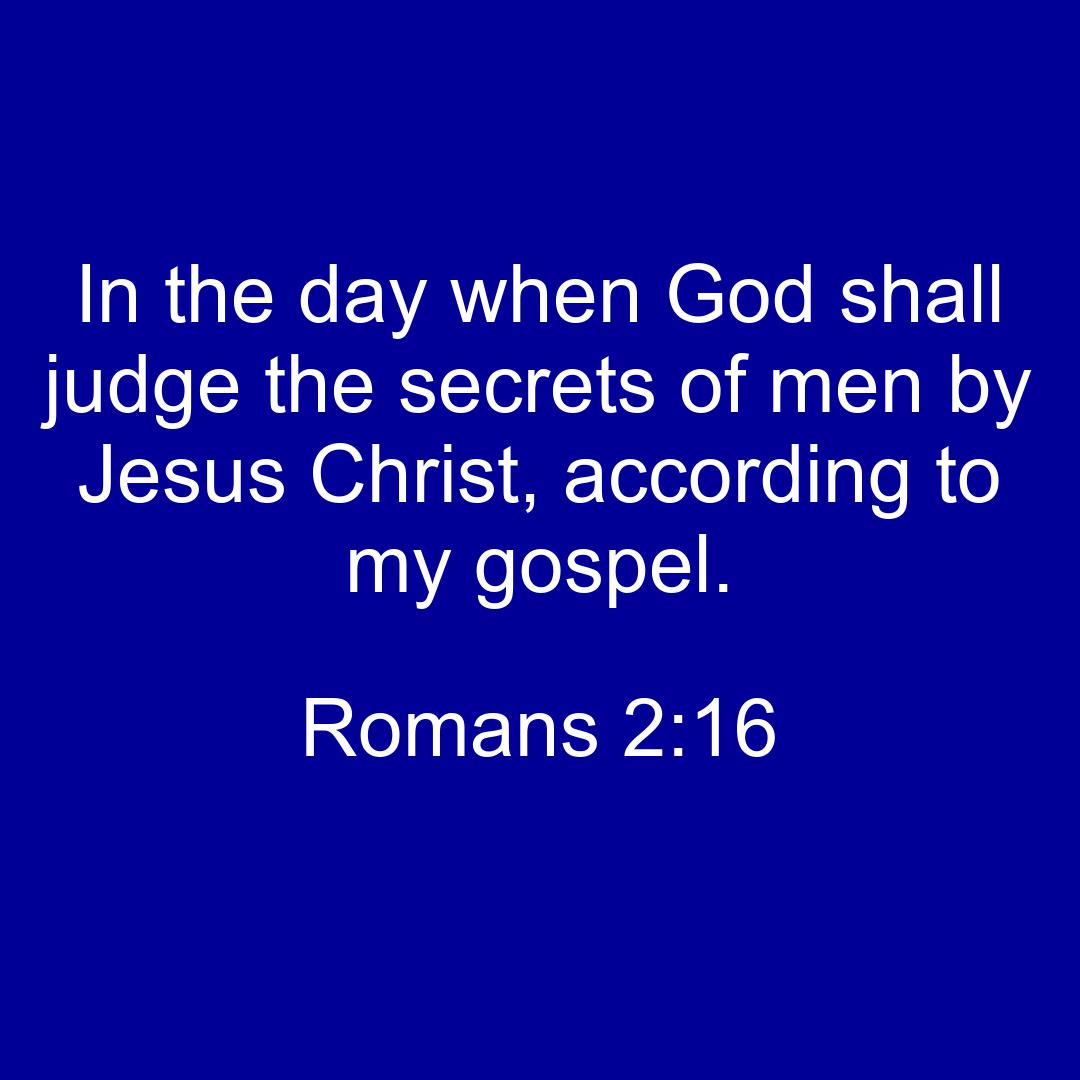 In the day when God shall
judge the secrets of men by
Jesus Christ, according to
my gospel.
Romans 2:16